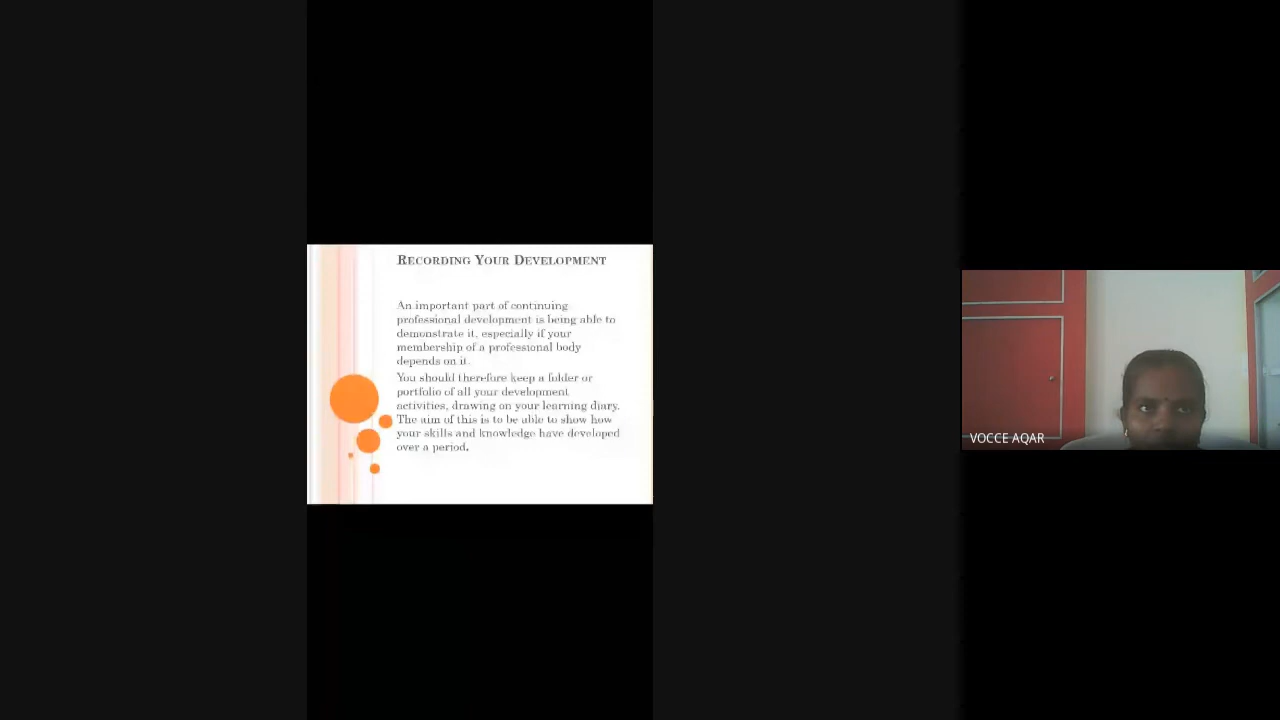 RECORDING YOUR DEVELOPMENT
An important part of continuing
professional development is being able to
demonstrate it, especially if your
membership of a professional body
depends on it.
You should therefore keep a folder or
portfolio of all your development
activities, drawing on your learning diary.
The aim of this is to be able to show how
your skills and knowledge have developed
over a period.
VOCCE AQAR